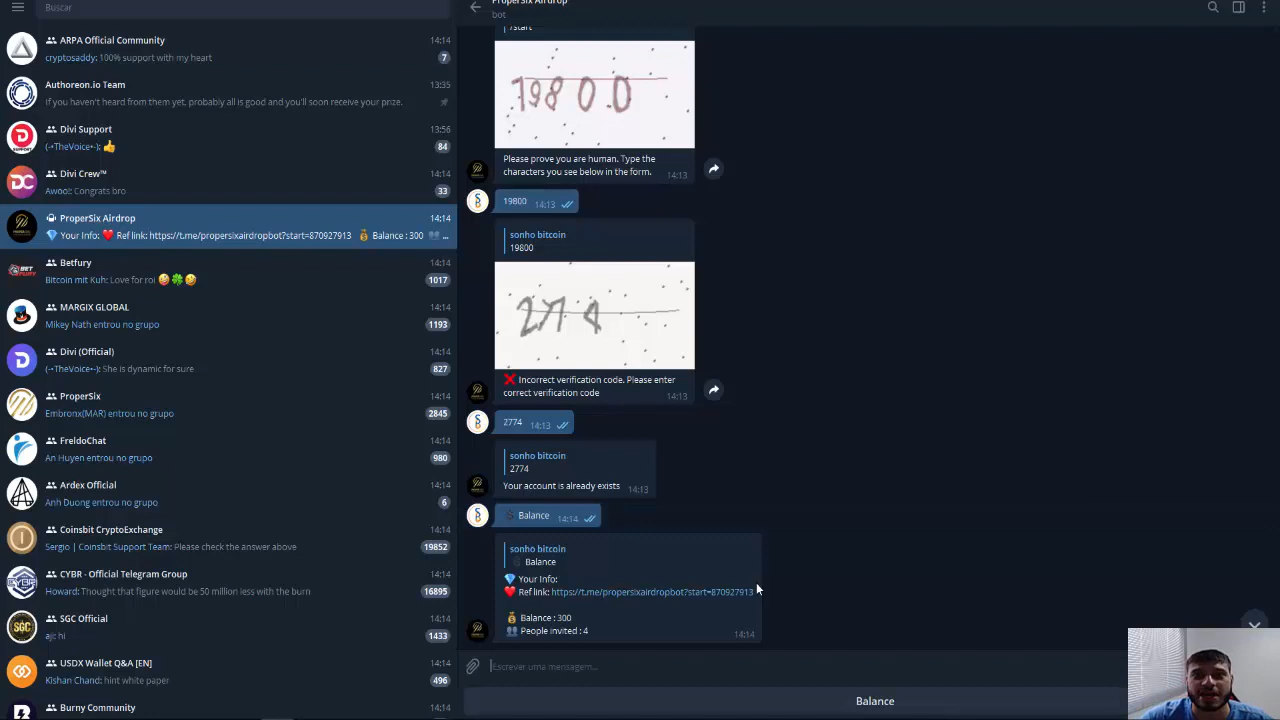 Buscar
ARPA Official Community
14:14
cryptosaddy: 100% support with my heart
7
Authoreon.io Team
13:35
If you haven't heard from them yet, probably all is good and you'll soon receive your prize.
Divi Support
13:56
(-•TheVoice•-): 👍
84
Divi Crew™
14:14
Awool: Congrats bro
33
ProperSix Airdrop
14:14
💎 Your Info: ❤️ Ref link: https://t.me/propersixairdropbot?start=870927913 💰 Balance : 300 👥 ...
Betfury
14:14
Bitcoin mit Kuh: Love for roi 🤣🍀🤣
1017
MARGIX GLOBAL
14:14
Mikey Nath entrou no grupo
1193
Divi (Official)
14:14
(-•TheVoice•-): She is dynamic for sure
827
ProperSix
14:14
Embronx(MAR) entrou no grupo
2845
FreldoChat
14:14
An Huyen entrou no grupo
980
Ardex Official
14:14
Anh Duong entrou no grupo
6
Coinsbit CryptoExchange
14:14
Sergio | Coinsbit Support Team: Please check the answer above
19852
CYBR - Official Telegram Group
14:14
Howard: Thought that figure would be 50 million less with the burn
16895
SGC Official
14:14
ajt: hi
1433
USDX Wallet Q&A [EN]
14:14
Kishan Chand: hint white paper
496
Burny Community
14:14
ProperSix Airdrop
bot
/start
19800
Please prove you are human. Type the
characters you see below in the form.
14:13
19800
14:13
sonho bitcoin
19800
❌ Incorrect verification code. Please enter
correct verification code
14:13
2774
14:13
sonho bitcoin
2774
Your account is already exists
14:13
Balance
14:14
sonho bitcoin
Balance
💎 Your Info:
❤️ Ref link: https://t.me/propersixairdropbot?start=870927913
💰 Balance : 300
👥 People invited : 4
14:14
Escrever uma mensagem...
Balance